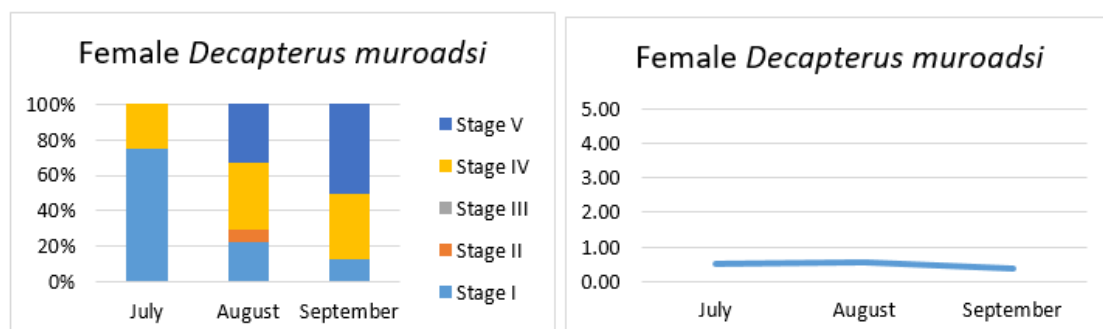 Female Decapterus muroadsi
100%
80%
60%
40%
20%
0%
July August September
Stage V
Stage IV
Stage III
Stage II
Stage I
Female Decapterus muroadsi
5.00
4.00
3.00
2.00
1.00
0.00
July August September